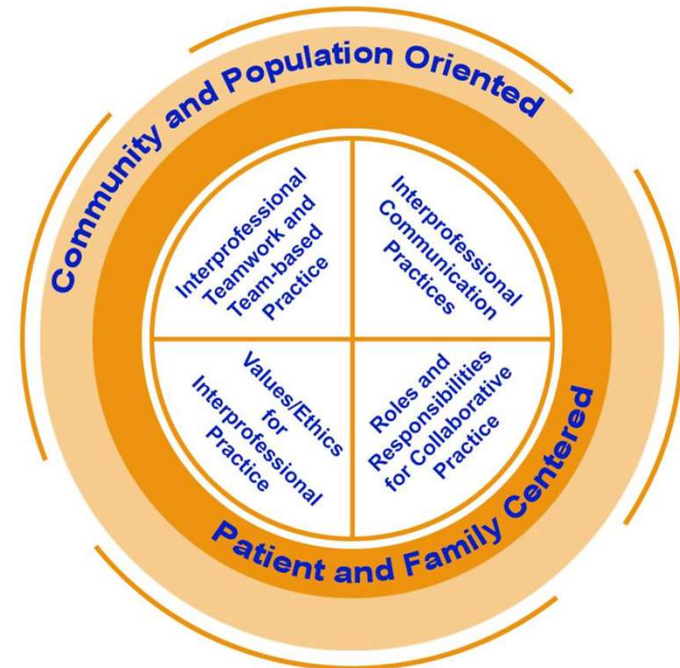 Community and Population Oriented
Interprofessional
Teamwork and
Team-based
Practice
Interprofessional
Communication
Practices
Values/Ethics
for
Interprofessional
Practice
Roles and
Responsibilities
for Collaborative
Practice
Patient and Family Centered